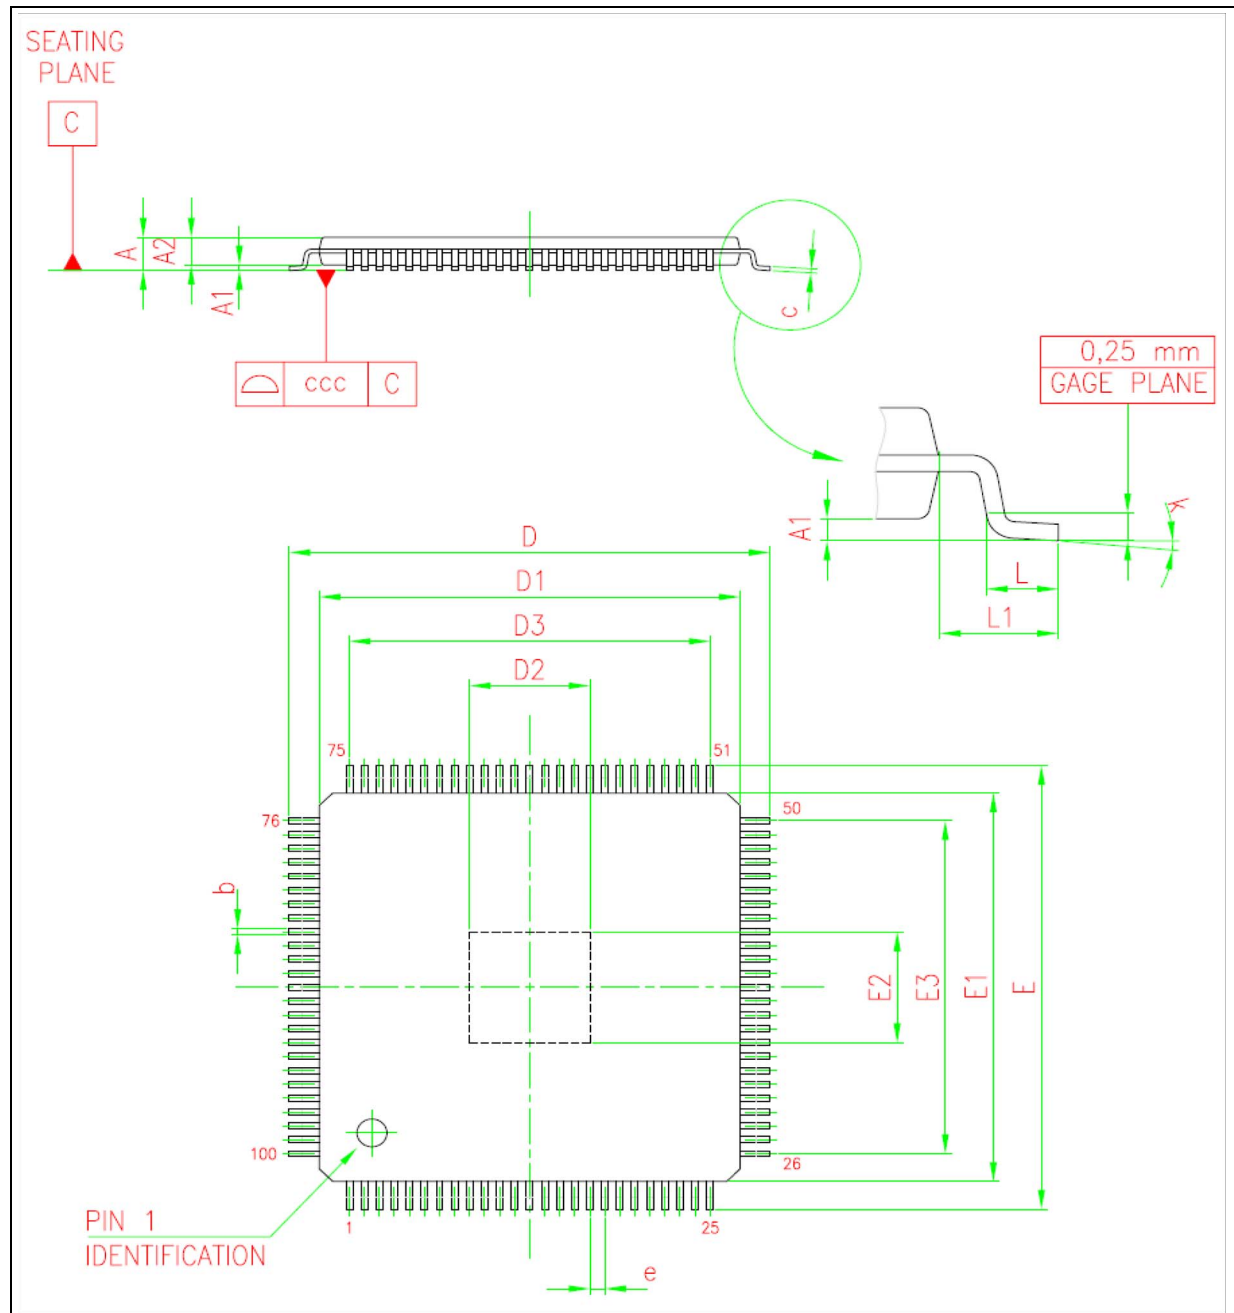 SEATING
PLANE
C
A
A2
A1
c
ccc
C
0,25 mm
GAGE PLANE
A1
K
L
L1
D
D1
D3
D2
75
51
76
50
b
E2
E3
E1
E
100
26
PIN 1
IDENTIFICATION
1
25
e